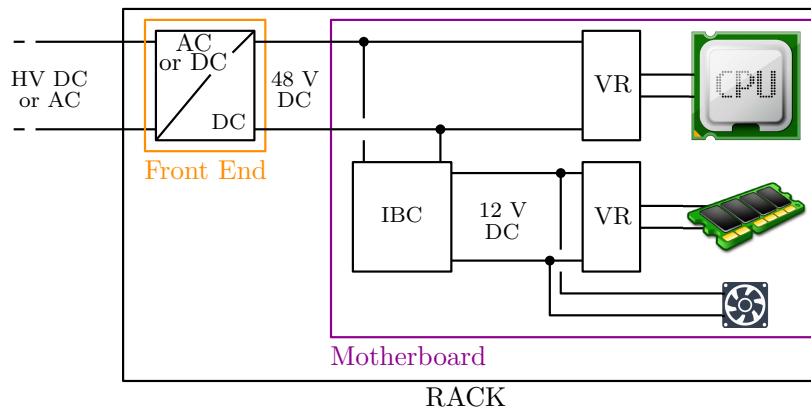 HV DC
or AC
AC
or DC
DC
Front End
48 V
DC
VR
CPU
IBC
12 V
DC
VR
Motherboard
RACK